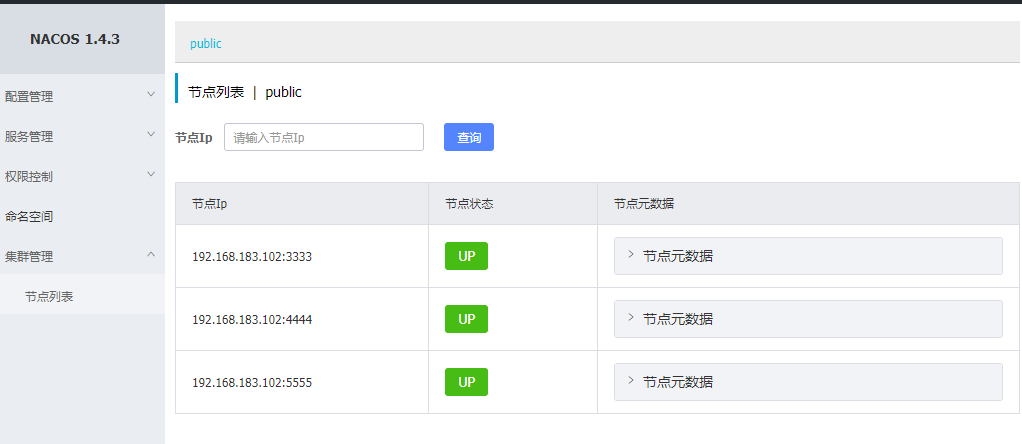 NACOS 1.4.3
配置管理
服务管理
权限控制
命名空间
集群管理
节点列表
public
节点列表 | public
节点Ip 请输入节点Ip 查询
节点Ip 节点状态 节点元数据
192.168.183.102:3333 UP 节点元数据
192.168.183.102:4444 UP 节点元数据
192.168.183.102:5555 UP 节点元数据